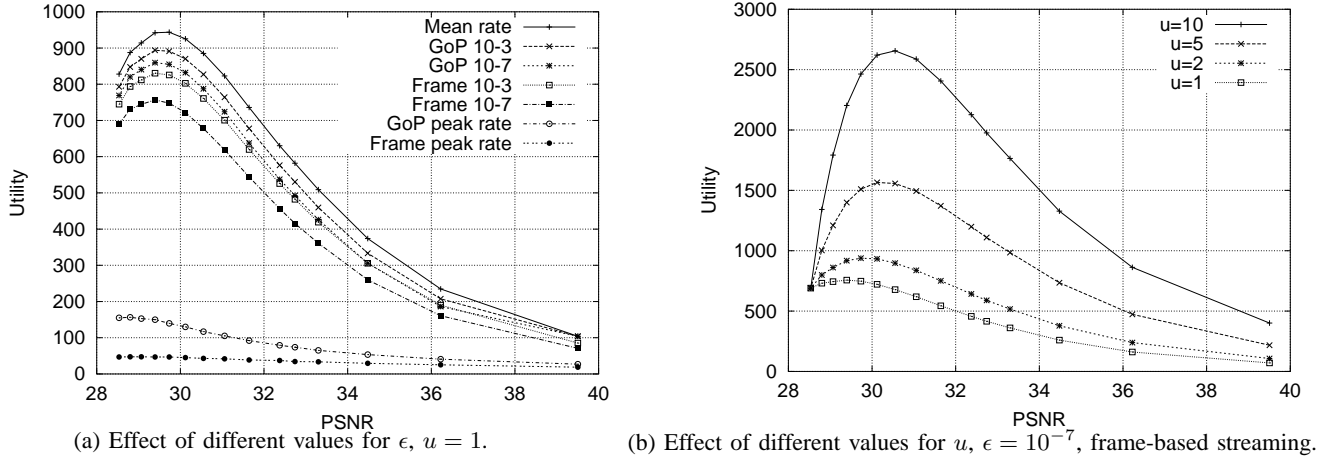 1000
900
800
700
600
500
400
300
200
100
0
Utility
28 30 32 34 36 38 40
PSNR
Mean rate
GoP 10-3
GoP 10-7
Frame 10-3
Frame 10-7
GoP peak rate
Frame peak rate
(a) Effect of different values for ϵ, u = 1.
3000
2500
2000
1500
1000
500
0
Utility
28 30 32 34 36 38 40
PSNR
u=10
u=5
u=2
u=1
(b) Effect of different values for u, ϵ = 10⁻⁷, frame-based streaming.